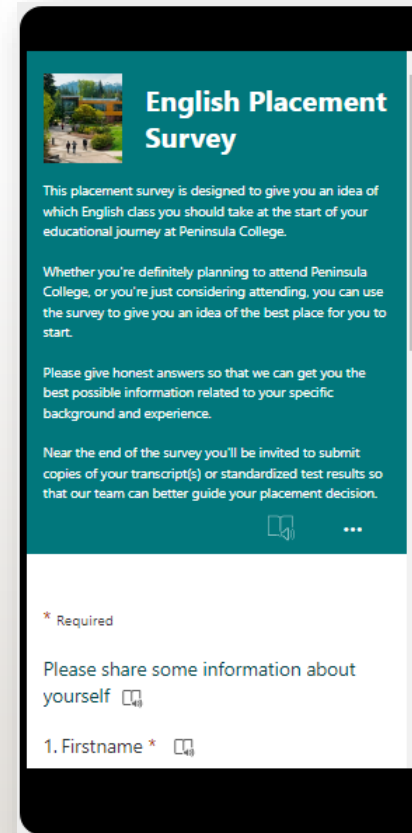 English Placement
Survey
This placement survey is designed to give you an idea of
which English class you should take at the start of your
educational journey at Peninsula College.
Whether you're definitely planning to attend Peninsula
College, or you're just considering attending, you can use
the survey to give you an idea of the best place for you to
start.
Please give honest answers so that we can get you the
best possible information related to your specific
background and experience.
Near the end of the survey you'll be invited to submit
copies of your transcript(s) or standardized test results so
that our team can better guide your placement decision.
* Required
Please share some information about
yourself
1. Firstname *